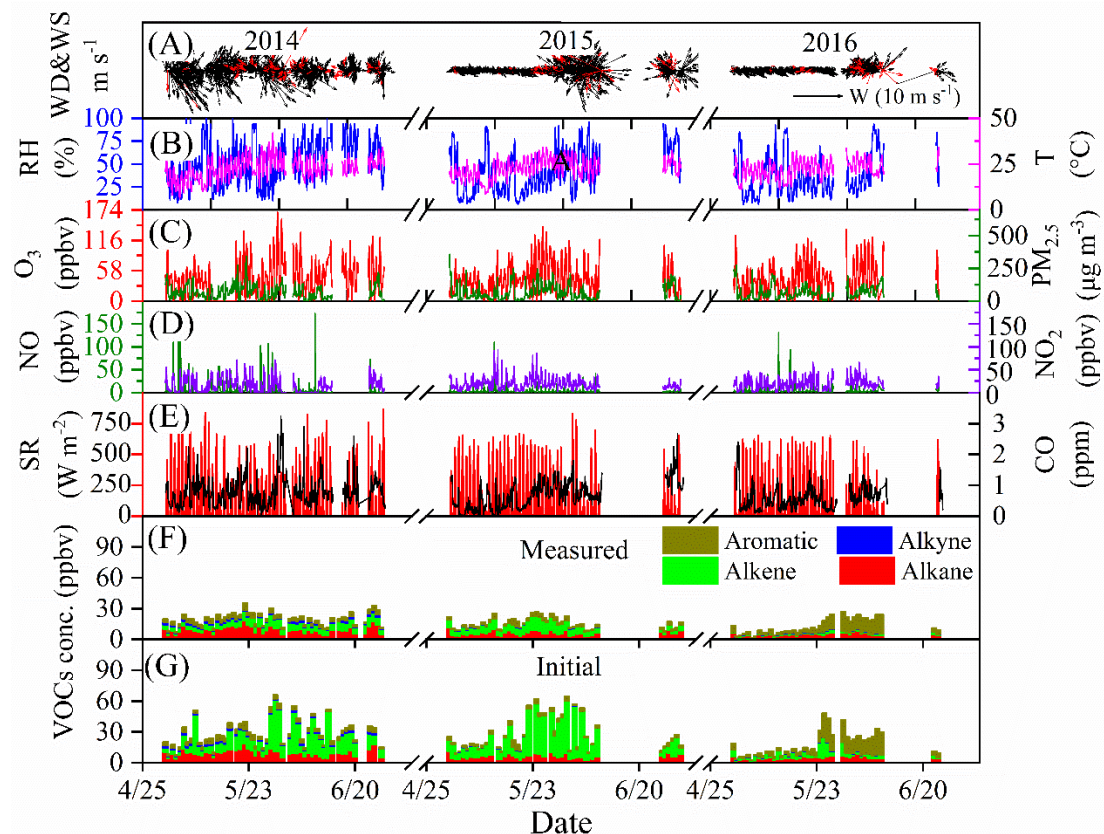 (A)
2014
2015
2016
WD&WS
m s⁻¹
W (10 m s⁻¹)
(B)
RH
(%)
100
75
50
25
A
50
25
0
T
(°C)
(C)
O₃
(ppbv)
174
116
58
0
500
250
0
PM₂.₅
(μg m⁻³)
(D)
NO
(ppbv)
150
100
50
0
150
100
50
0
NO₂
(ppbv)
(E)
SR
(W m⁻²)
750
500
250
0
3
2
1
0
CO
(ppm)
(F)
Measured
Aromatic
Alkyne
Alkene
Alkane
90
60
30
0
VOCs conc. (ppbv)
(G)
Initial
90
60
30
0
4/25 5/23 6/20 4/25 5/23 6/20 4/25 5/23 6/20
Date